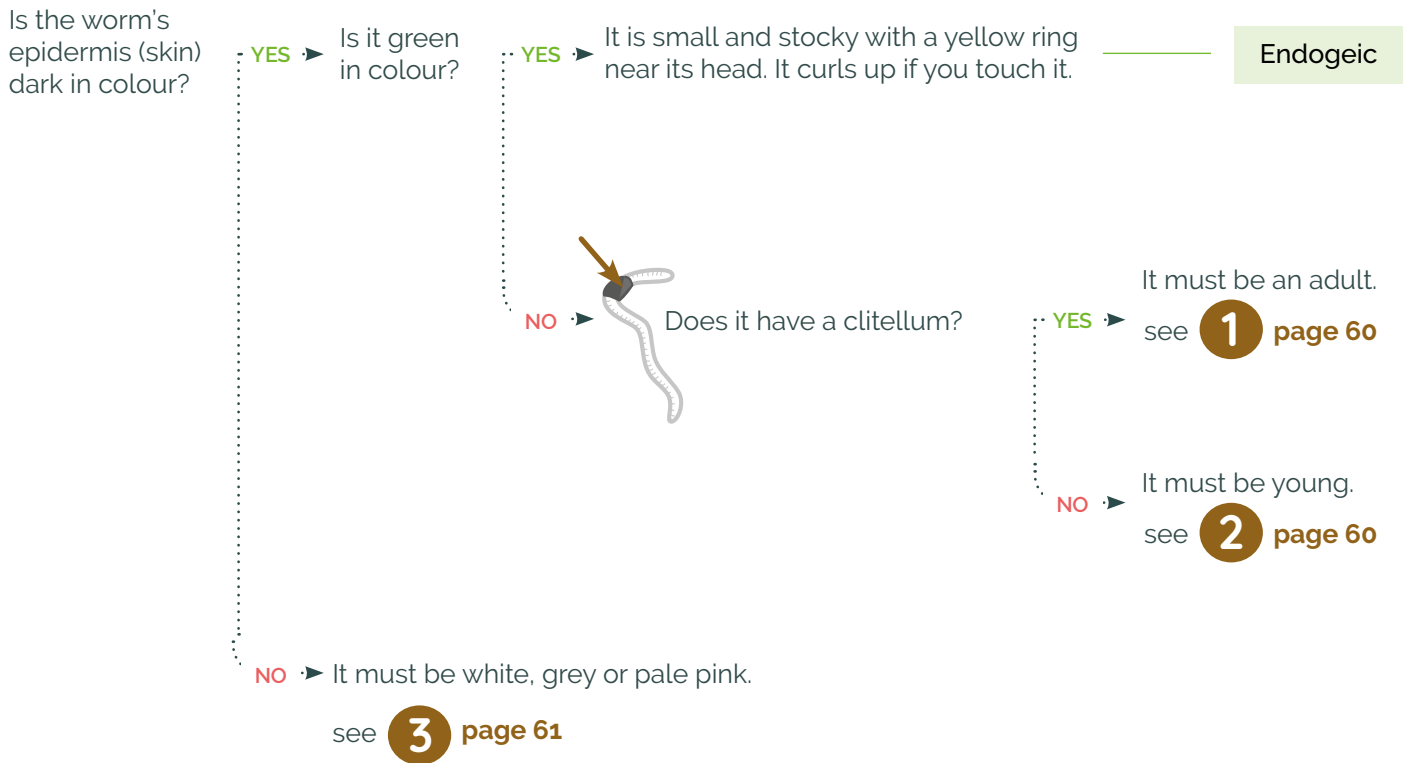 Is the worm's
epidermis (skin)
dark in colour?
YES
Is it green
in colour?
YES
It is small and stocky with a yellow ring
near its head. It curls up if you touch it.
Endogeic
NO
Does it have a clitellum?
YES
It must be an adult.
see 1 page 60
NO
It must be young.
see 2 page 60
NO
It must be white, grey or pale pink.
see 3 page 61